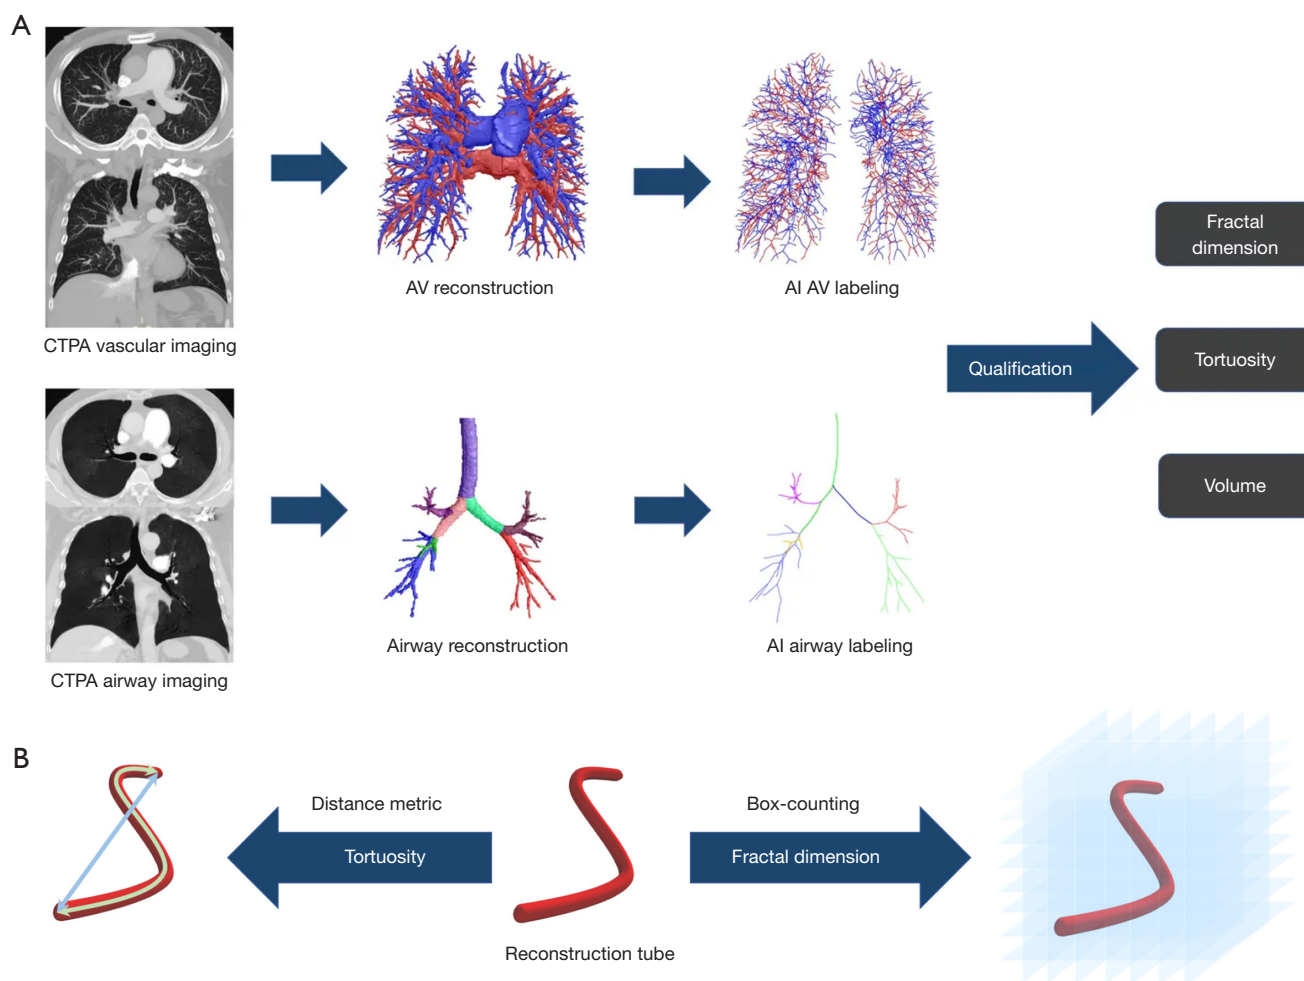 A
AV reconstruction
AI AV labeling
CTPA vascular imaging
Fractal
dimension
Qualification
Tortuosity
Volume
Airway reconstruction
AI airway labeling
CTPA airway imaging
B
Distance metric
Tortuosity
Box-counting
Fractal dimension
Reconstruction tube